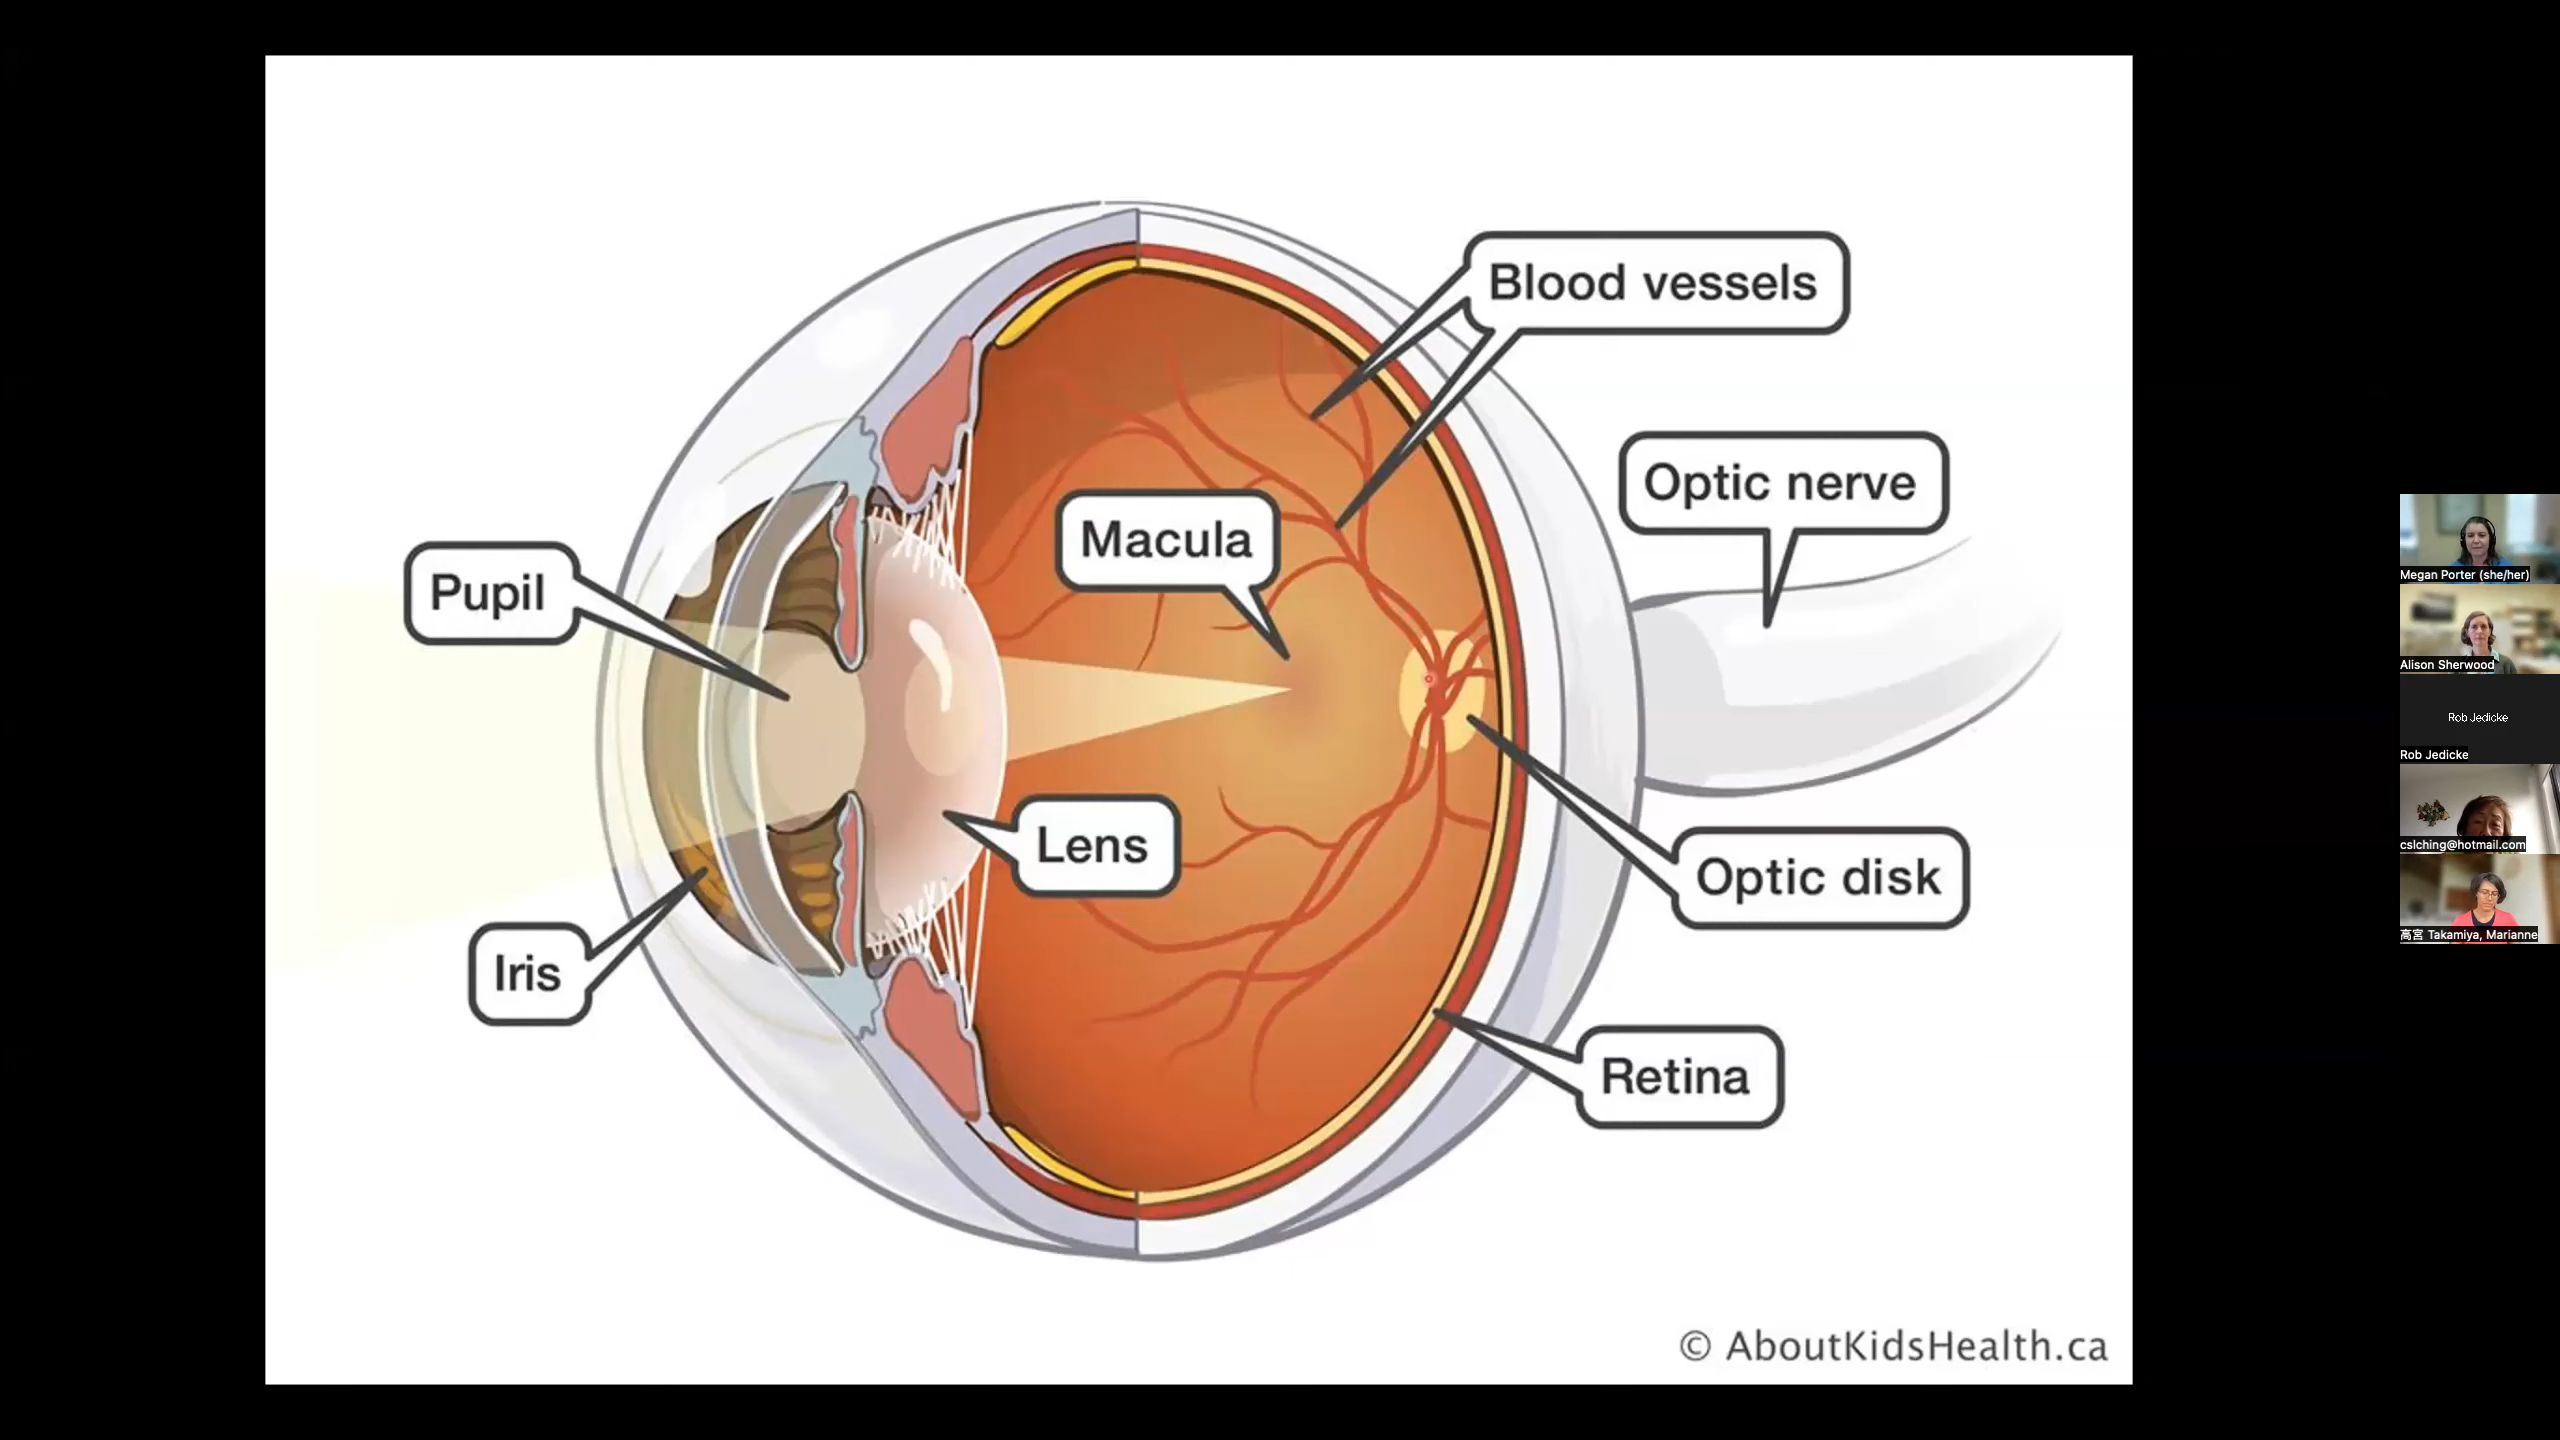 Blood vessels
Optic nerve
Macula
Pupil
Lens
Optic disk
Iris
Retina
© AboutKidsHealth.ca
Megan Porter (she/her)
Alison Sherwood
Rob Jedicke
Rob Jedicke
cslching@hotmail.com
高宮 Takamiya, Marianne